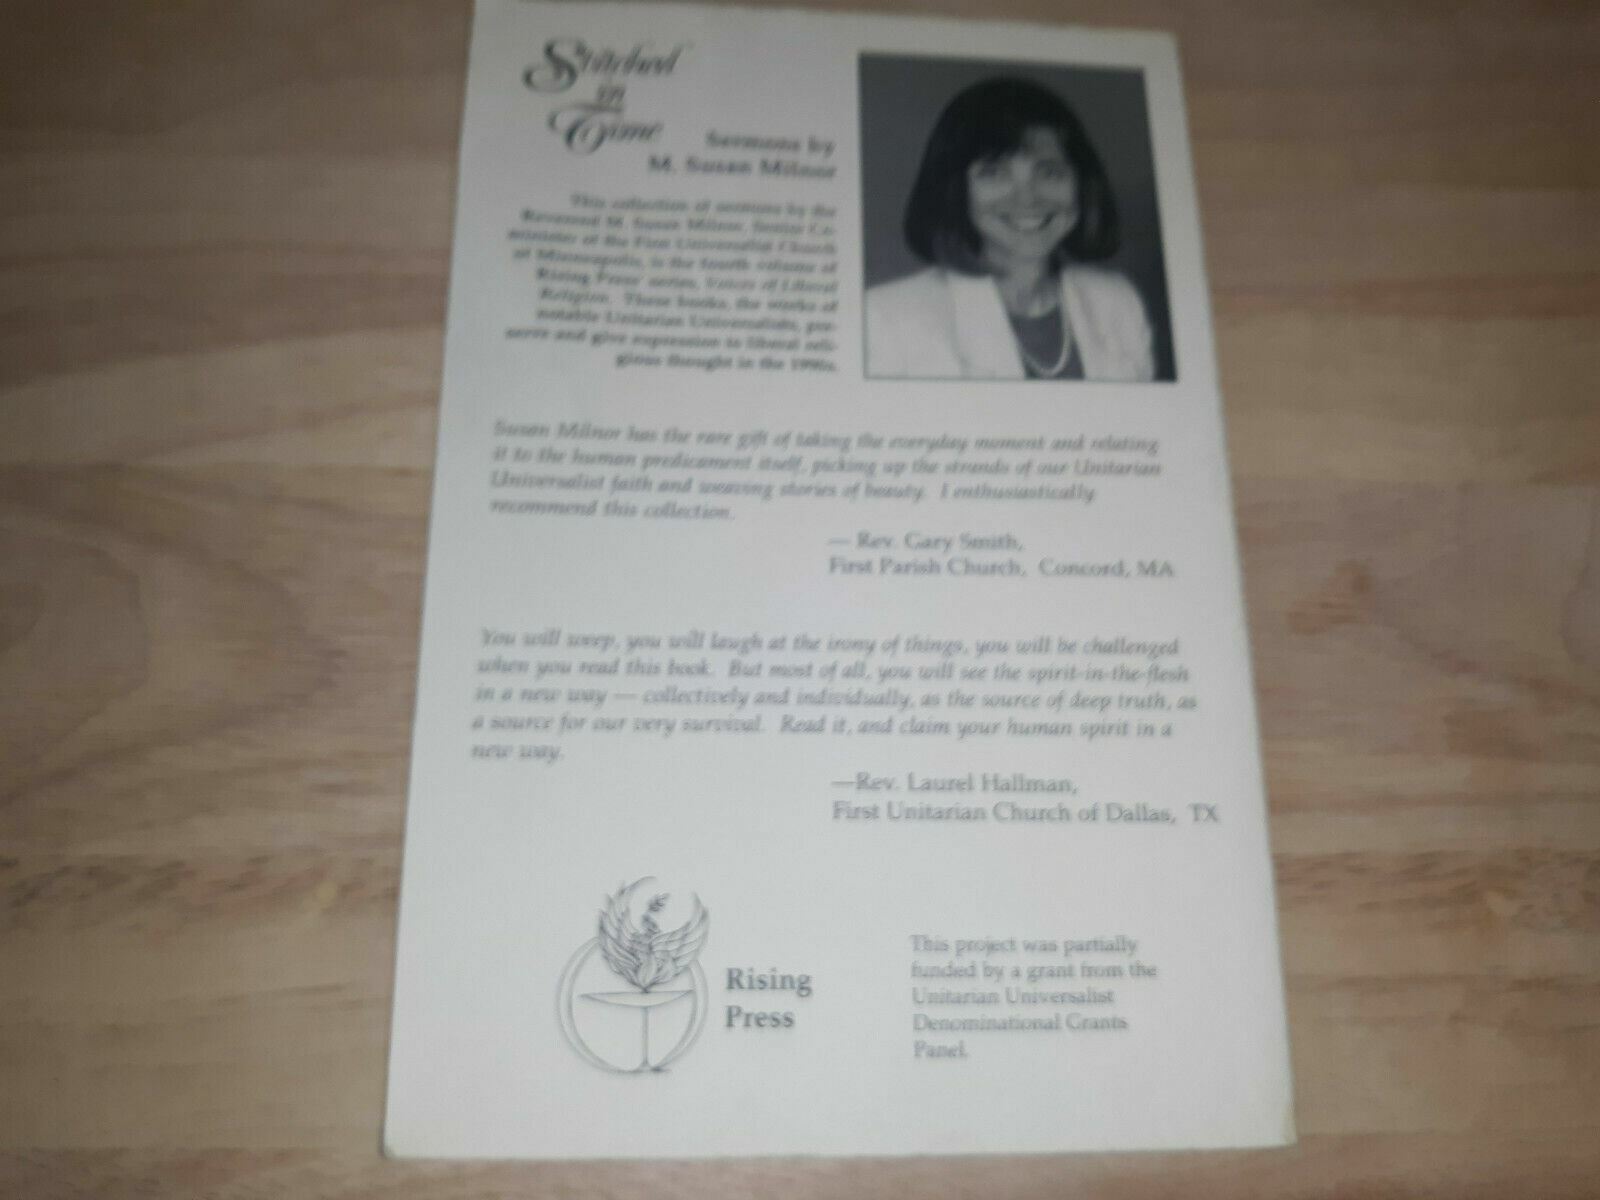 Stitched
in
Time
Sermons by
M. Susan Milnor
This collection of sermons by the
Reverend M. Susan Milnor, Senior Co-
minister of the First Universalist Church
of Minneapolis, is the fourth volume of
Rising Press' series, Voices of Liberal
Religion. These books, the works of
notable Unitarian Universalists, pre-
serve and give expression to liberal reli-
gious thought in the 1990s.
Susan Milnor has the rare gift of taking the everyday moment and relating
it to the human predicament itself, picking up the strands of our Unitarian
Universalist faith and weaving stories of beauty. I enthusiastically
recommend this collection.
— Rev. Gary Smith,
First Parish Church, Concord, MA
You will weep, you will laugh at the irony of things, you will be challenged
when you read this book. But most of all, you will see the spirit-in-the-flesh
in a new way — collectively and individually, as the source of deep truth, as
a source for our very survival. Read it, and claim your human spirit in a
new way.
—Rev. Laurel Hallman,
First Unitarian Church of Dallas, TX
Rising
Press
This project was partially
funded by a grant from the
Unitarian Universalist
Denominational Grants
Panel.